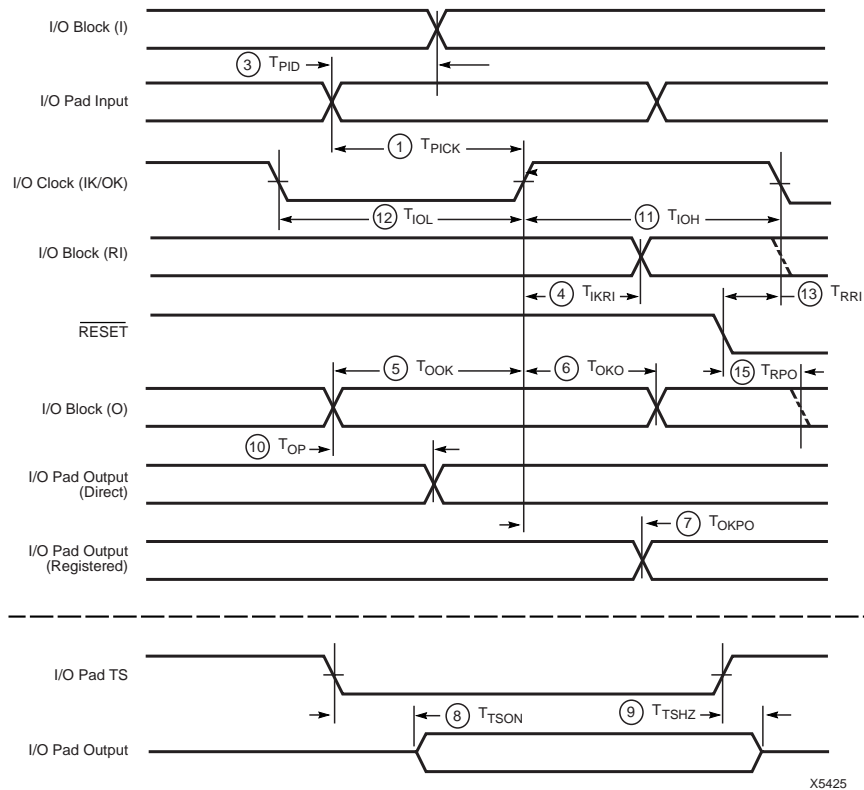 I/O Block (I)
3 TPID
I/O Pad Input
1 TPICK
I/O Clock (IK/OK)
12 TIOL
11 TIOH
I/O Block (RI)
4 TIKRI
13 TRRI
RESET
5 TOOK
6 TOKO
15 TRPO
I/O Block (O)
10 TOP
I/O Pad Output
(Direct)
7 TOKPO
I/O Pad Output
(Registered)
I/O Pad TS
8 TTSON
9 TTSHZ
I/O Pad Output
X5425